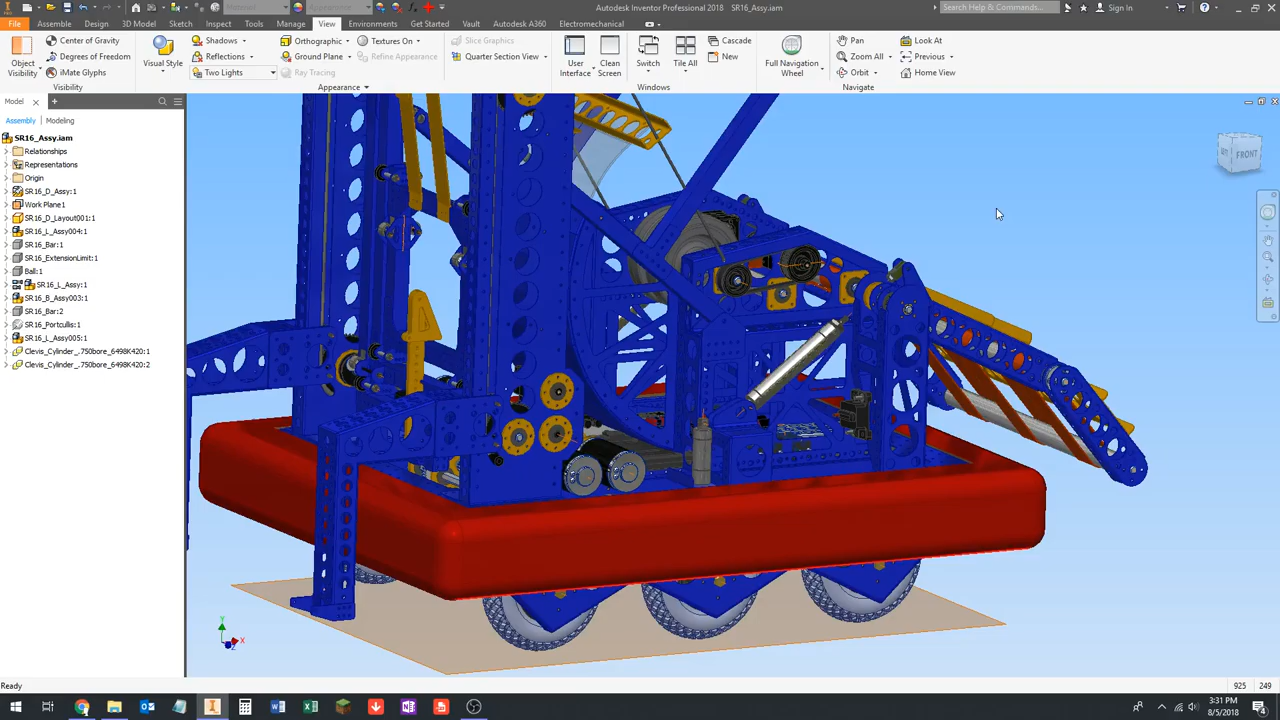 Material
Appearance
Autodesk Inventor Professional 2018 SR16_Assy.iam
Search Help & Commands...
Sign In
File Assembly Design 3D Model Sketch Inspect Tools Manage View Environments Get Started Vault Autodesk A360 Electromechanical
Object Visibility
Center of Gravity
Degrees of Freedom
iMate Glyphs
Visibility
Visual Style
Shadows
Reflections
Two Lights
Orthographic
Ground Plane
Ray Tracing
Textures On
Refine Appearance
Appearance
Slice Graphics
Quarter Section View
User Interface
Clean Screen
Switch
Tile All
Cascade
New
Windows
Full Navigation Wheel
Pan
Zoom All
Orbit
Look At
Previous
Home View
Navigate
Model
Assembly Modeling
SR16_Assy.iam
Relationships
Representations
Origin
SR16_D_Assy:1
Work Plane1
SR16_D_Layout001:1
SR16_L_Assy004:1
SR16_Bar:1
SR16_ExtensionLimit:1
Ball:1
SR16_L_Assy:1
SR16_B_Assy003:1
SR16_Bar:2
SR16_Portcullis:1
SR16_L_Assy005:1
Clevis_Cylinder_.750bore_6498K420:1
Clevis_Cylinder_.750bore_6498K420:2
FRONT
Y
X
Z
Ready
925 249
3:31 PM
8/5/2018